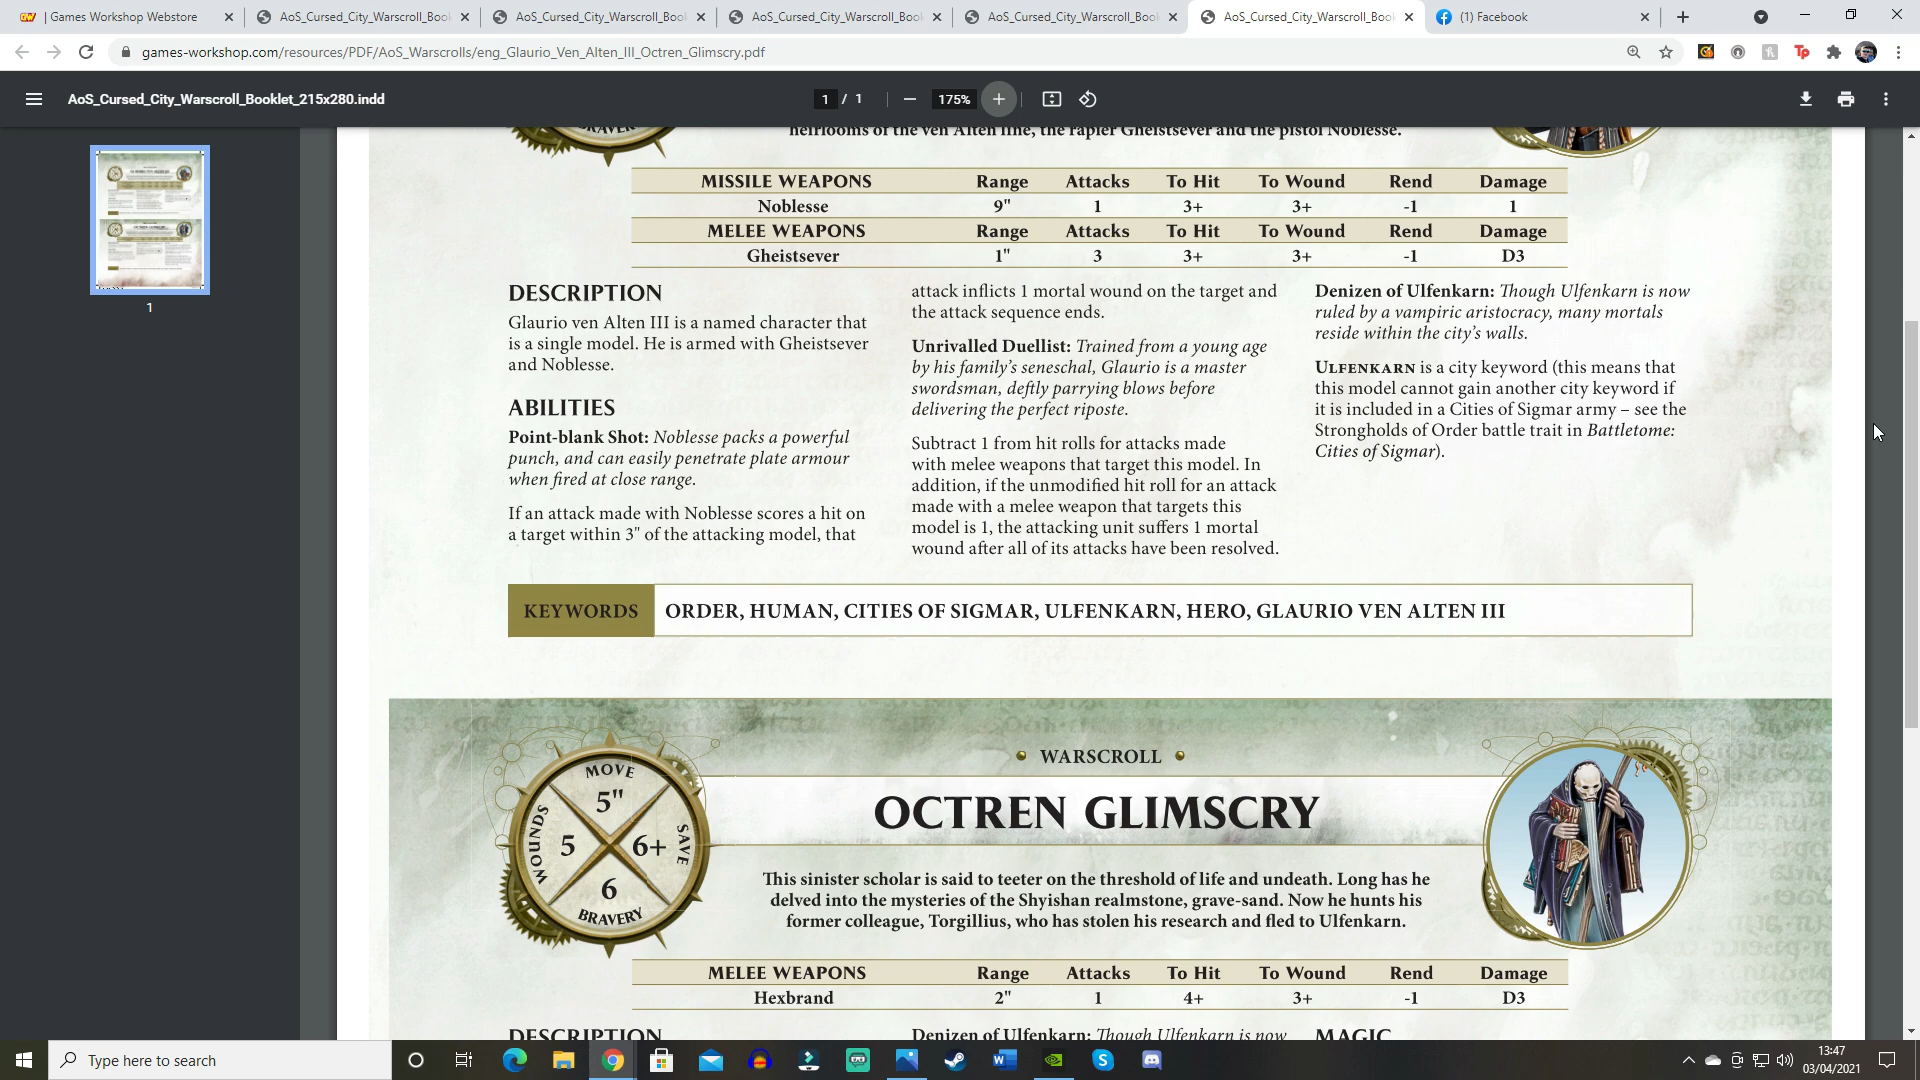 | Games Workshop Webstore
AoS_Cursed_City_Warscroll_Boo
AoS_Cursed_City_Warscroll_Boo
AoS_Cursed_City_Warscroll_Boo
AoS_Cursed_City_Warscroll_Boo
AoS_Cursed_City_Warscroll_Boo
(1) Facebook
games-workshop.com/resources/PDF/AoS_Warscrolls/eng_Glaurio_Ven_Alten_III_Octren_Glimscry.pdf
AoS_Cursed_City_Warscroll_Booklet_215x280.indd
1 / 1
175%
1
BRAVERY
heirlooms of the ven Alten line, the rapier Gheistsever and the pistol Noblesse.
MISSILE WEAPONS Range Attacks To Hit To Wound Rend Damage
Noblesse 9" 1 3+ 3+ -1 1
MELEE WEAPONS Range Attacks To Hit To Wound Rend Damage
Gheistsever 1" 3 3+ 3+ -1 D3
DESCRIPTION
Glaurio ven Alten III is a named character that
is a single model. He is armed with Gheistsever
and Noblesse.
ABILITIES
Point-blank Shot: Noblesse packs a powerful
punch, and can easily penetrate plate armour
when fired at close range.
If an attack made with Noblesse scores a hit on
a target within 3" of the attacking model, that
attack inflicts 1 mortal wound on the target and
the attack sequence ends.
Unrivalled Duellist: Trained from a young age
by his family's seneschal, Glaurio is a master
swordsman, deftly parrying blows before
delivering the perfect riposte.
Subtract 1 from hit rolls for attacks made
with melee weapons that target this model. In
addition, if the unmodified hit roll for an attack
made with a melee weapon that targets this
model is 1, the attacking unit suffers 1 mortal
wound after all of its attacks have been resolved.
Denizen of Ulfenkarn: Though Ulfenkarn is now
ruled by a vampiric aristocracy, many mortals
reside within the city's walls.
ULFENKARN is a city keyword (this means that
this model cannot gain another city keyword if
it is included in a Cities of Sigmar army – see the
Strongholds of Order battle trait in Battletome:
Cities of Sigmar).
KEYWORDS ORDER, HUMAN, CITIES OF SIGMAR, ULFENKARN, HERO, GLAURIO VEN ALTEN III
WARSCROLL
OCTREN GLIMSCRY
MOVE
5"
WOUNDS
5
6+
SAVE
6
BRAVERY
This sinister scholar is said to teeter on the threshold of life and undeath. Long has he
delved into the mysteries of the Shyishan realmstone, grave-sand. Now he hunts his
former colleague, Torgillius, who has stolen his research and fled to Ulfenkarn.
MELEE WEAPONS Range Attacks To Hit To Wound Rend Damage
Hexbrand 2" 1 4+ 3+ -1 D3
DESCRIPTION
Denizen of Ulfenkarn: Though Ulfenkarn is now
MAGIC
Type here to search
13:47
03/04/2021